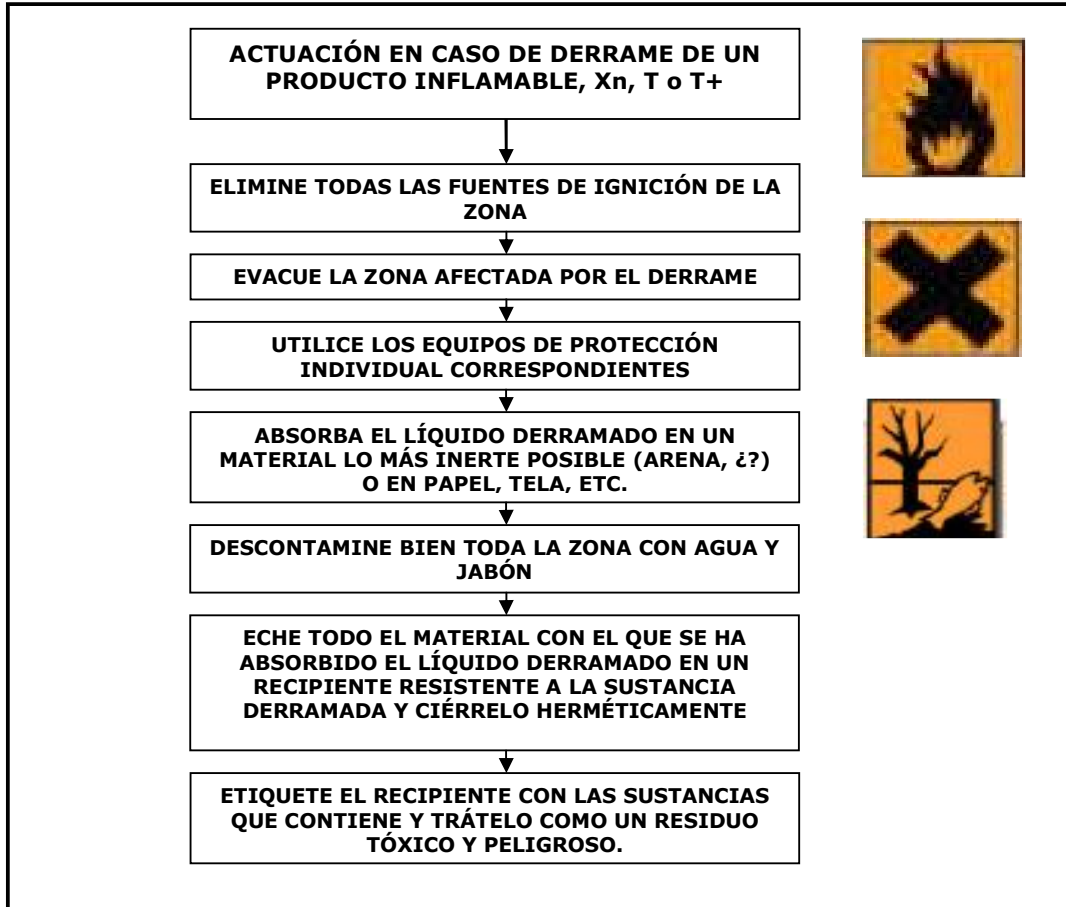 ACTUACIÓN EN CASO DE DERRAME DE UN
PRODUCTO INFLAMABLE, Xn, T o T+
ELIMINE TODAS LAS FUENTES DE IGNICIÓN DE LA
ZONA
EVACUE LA ZONA AFECTADA POR EL DERRAME
UTILICE LOS EQUIPOS DE PROTECCIÓN
INDIVIDUAL CORRESPONDIENTES
ABSORBA EL LÍQUIDO DERRAMADO EN UN
MATERIAL LO MÁS INERTE POSIBLE (ARENA, ¿?)
O EN PAPEL, TELA, ETC.
DESCONTAMINE BIEN TODA LA ZONA CON AGUA Y
JABÓN
ECHE TODO EL MATERIAL CON EL QUE SE HA
ABSORBIDO EL LÍQUIDO DERRAMADO EN UN
RECIPIENTE RESISTENTE A LA SUSTANCIA
DERRAMADA Y CIÉRRELO HERMÉTICAMENTE
ETIQUETE EL RECIPIENTE CON LAS SUSTANCIAS
QUE CONTIENE Y TRÁTELO COMO UN RESIDUO
TÓXICO Y PELIGROSO.